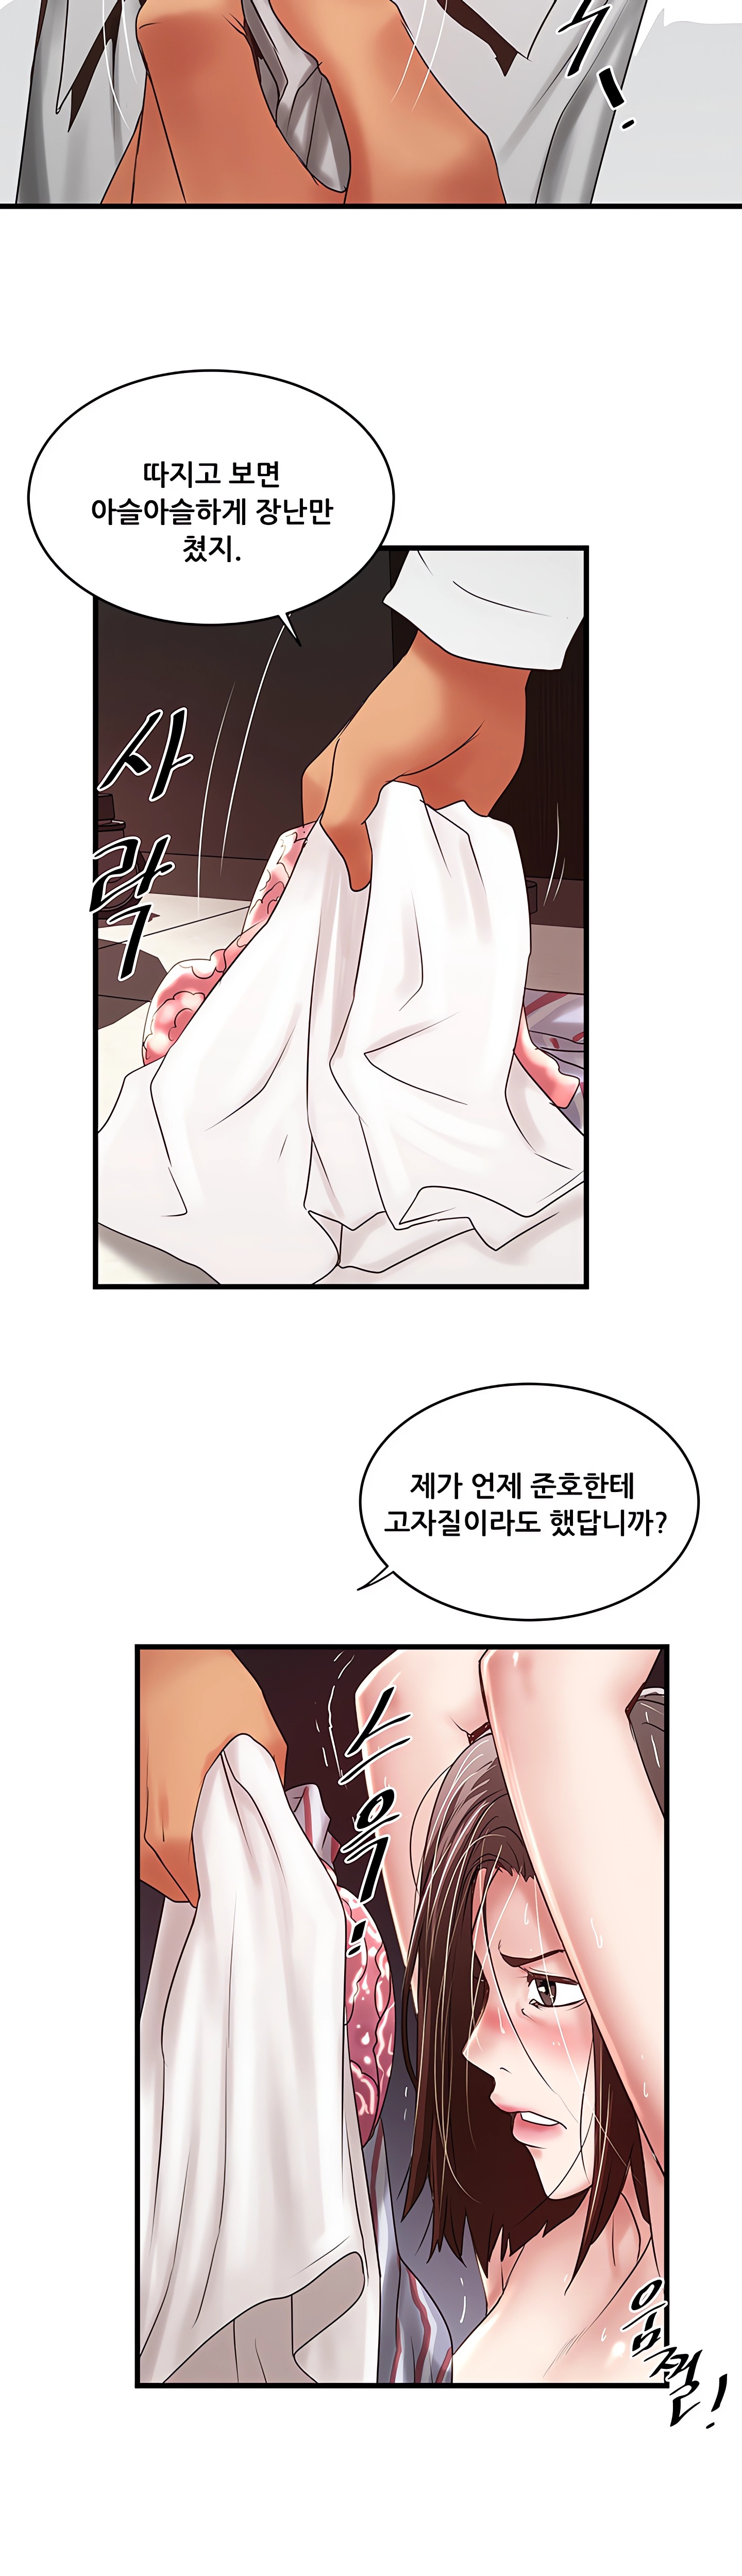 따지고 보면
아슬아슬하게 장난만
쳤지.
사
락
제가 언제 준호한테
고자질이라도 했답니까?
스
윽!
움
찔!